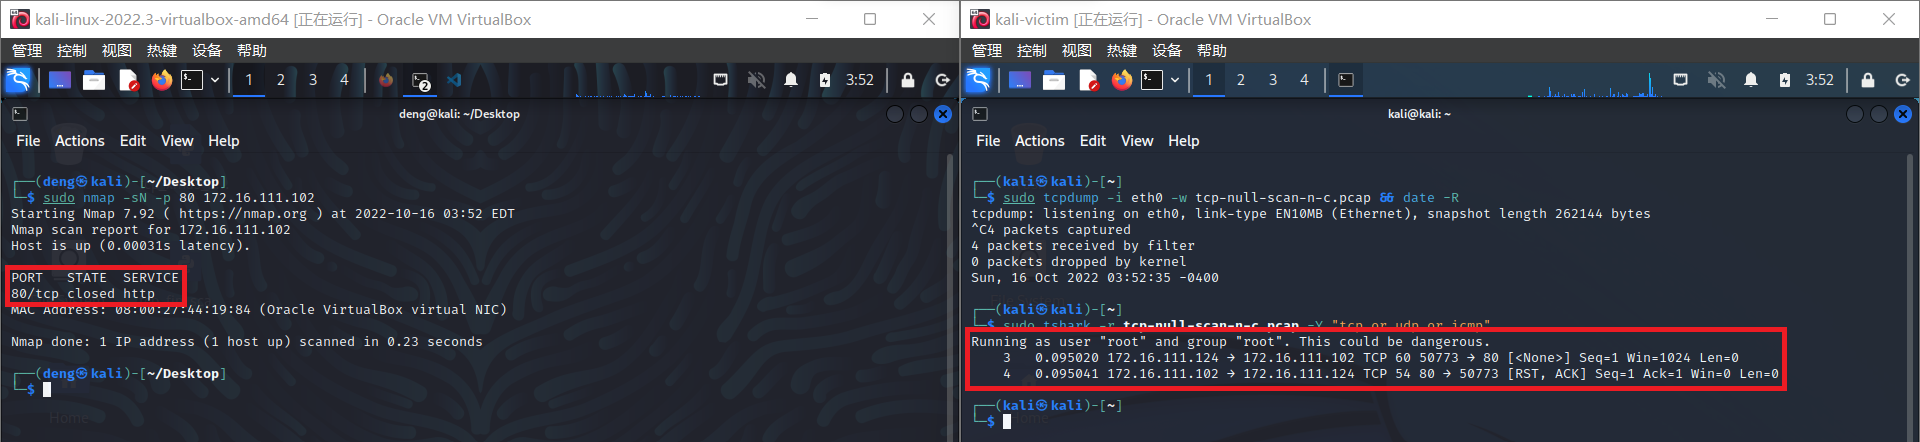 kali-linux-2022.3-virtualbox-amd64 [正在运行] - Oracle VM VirtualBox
管理 控制 视图 热键 设备 帮助
1 2 3 4 2 3:52
deng@kali: ~/Desktop
File Actions Edit View Help
┌──(deng㉿kali)-[~/Desktop]
└─$ sudo nmap -sN -p 80 172.16.111.102
Starting Nmap 7.92 ( https://nmap.org ) at 2022-10-16 03:52 EDT
Nmap scan report for 172.16.111.102
Host is up (0.00031s latency).
PORT   STATE  SERVICE
80/tcp closed http
MAC Address: 08:00:27:44:19:84 (Oracle VirtualBox virtual NIC)
Nmap done: 1 IP address (1 host up) scanned in 0.23 seconds
┌──(deng㉿kali)-[~/Desktop]
└─$
Home
kali-victim [正在运行] - Oracle VM VirtualBox
管理 控制 视图 热键 设备 帮助
1 2 3 4 3:52
kali@kali: ~
File Actions Edit View Help
┌──(kali㉿kali)-[~]
└─$ sudo tcpdump -i eth0 -w tcp-null-scan-n-c.pcap && date -R
tcpdump: listening on eth0, link-type EN10MB (Ethernet), snapshot length 262144 bytes
^C4 packets captured
4 packets received by filter
0 packets dropped by kernel
Sun, 16 Oct 2022 03:52:35 -0400
┌──(kali㉿kali)-[~]
└─$ sudo tshark -r tcp-null-scan-n-c.pcap -Y "tcp or udp or icmp"
Running as user "root" and group "root". This could be dangerous.
    3   0.095020 172.16.111.124 → 172.16.111.102 TCP 60 50773 → 80 [<None>] Seq=1 Win=1024 Len=0
    4   0.095041 172.16.111.102 → 172.16.111.124 TCP 54 80 → 50773 [RST, ACK] Seq=1 Ack=1 Win=0 Len=0
┌──(kali㉿kali)-[~]
└─$
Home